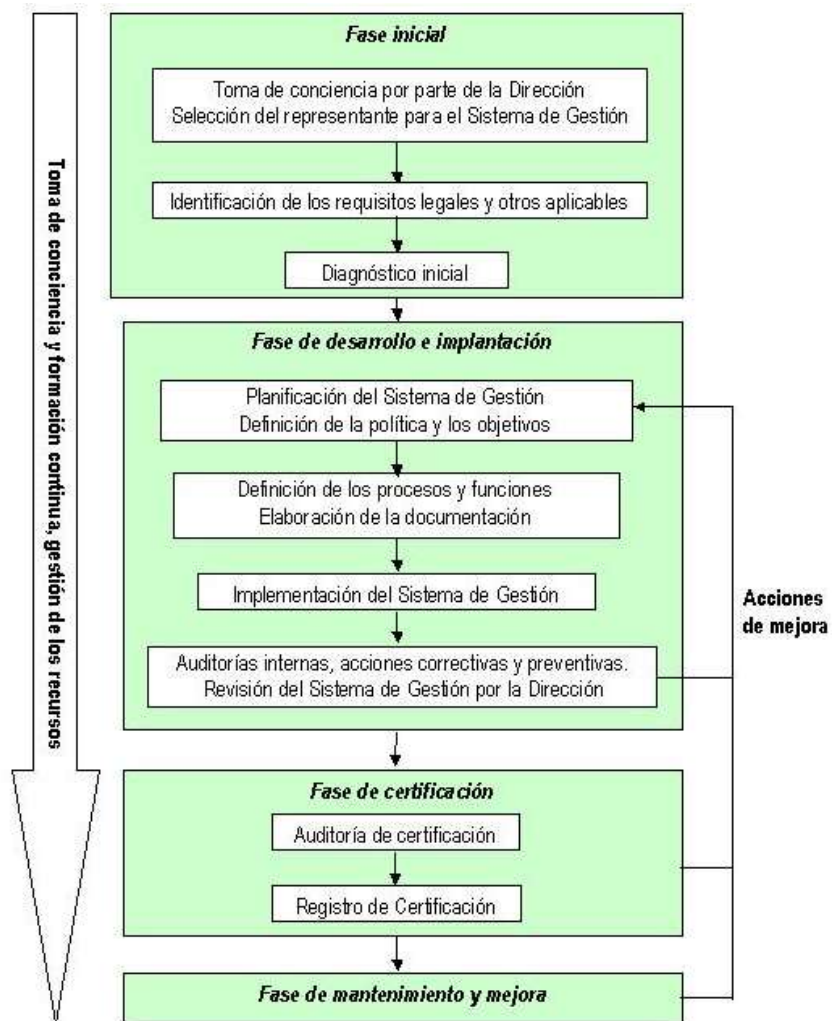 Fase inicial
Toma de conciencia por parte de la Dirección
Selección del representante para el Sistema de Gestión
Identificación de los requisitos legales y otros aplicables
Diagnóstico inicial
Toma de conciencia y formación continua, gestión de los recursos
Fase de desarrollo e implantación
Planificación del Sistema de Gestión
Definición de la política y los objetivos
Definición de los procesos y funciones
Elaboración de la documentación
Implementación del Sistema de Gestión
Auditorías internas, acciones correctivas y preventivas.
Revisión del Sistema de Gestión por la Dirección
Acciones
de mejora
Fase de certificación
Auditoría de certificación
Registro de Certificación
Fase de mantenimiento y mejora